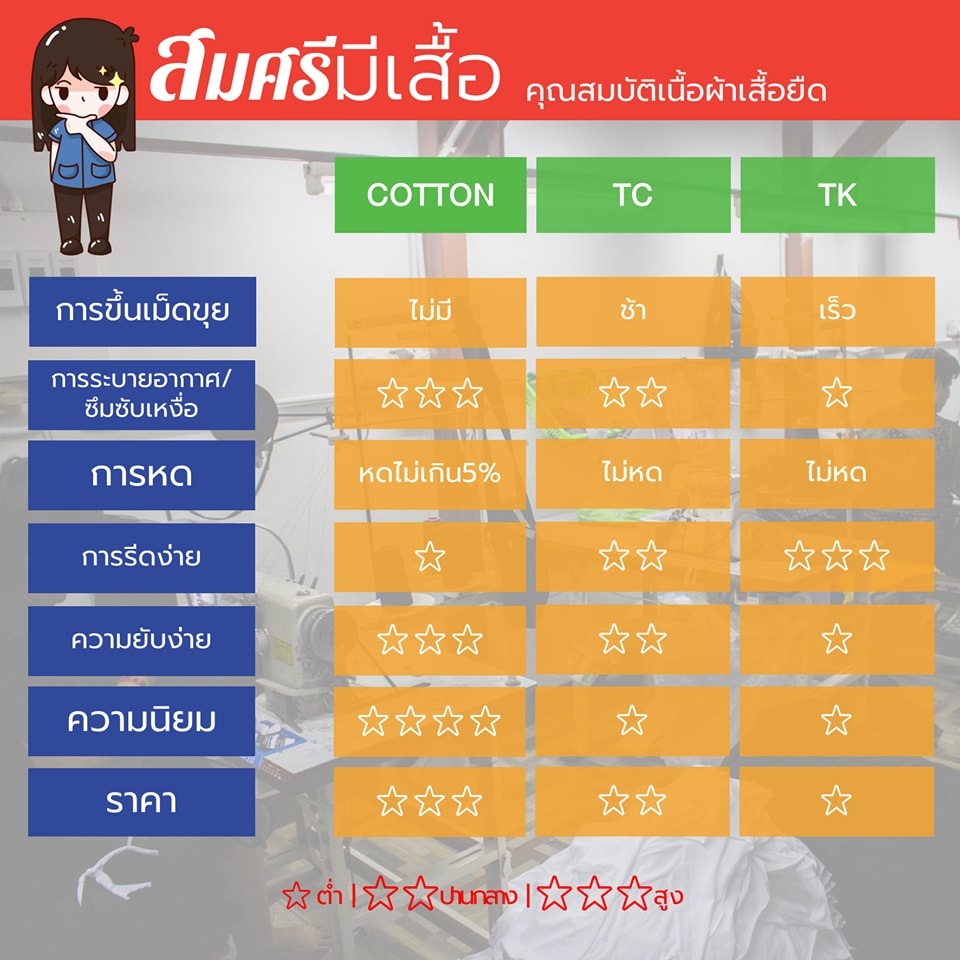 สมศรีมีเสื้อ คุณสมบัติเนื้อผ้าเสื้อยืด
COTTON TC TK
การขึ้นเม็ดขุย ไม่มี ช้า เร็ว
การระบายอากาศ/
ซึมซับเหงื่อ ☆☆☆ ☆☆ ☆
การหด หดไม่เกิน5% ไม่หด ไม่หด
การรีดง่าย ☆ ☆☆ ☆☆☆
ความยับง่าย ☆☆☆ ☆☆ ☆
ความนิยม ☆☆☆☆ ☆ ☆
ราคา ☆☆☆ ☆☆ ☆
☆ ต่ำ | ☆☆ปานกลาง | ☆☆☆สูง